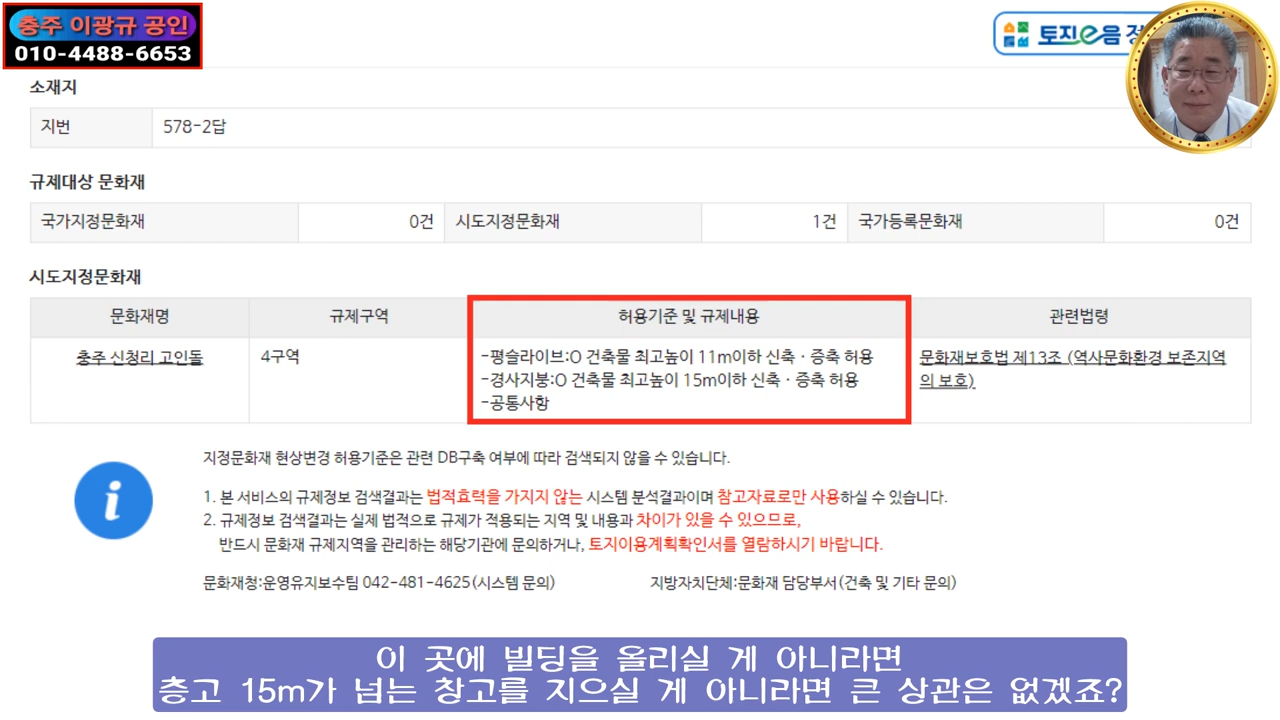 충주 이광규 공인
010-4488-6653
토지e음
소재지
지번 578-2답
규제대상 문화재
국가지정문화재 0건 시도지정문화재 1건 국가등록문화재 0건
시도지정문화재
문화재명 규제구역 허용기준 및 규제내용 관련법령
충주 신청리 고인돌 4구역
-평슬라이브:O 건축물 최고높이 11m이하 신축ㆍ증축 허용
-경사지붕:O 건축물 최고높이 15m이하 신축ㆍ증축 허용
-공통사항
문화재보호법 제13조 (역사문화환경 보존지역
의 보호)
지정문화재 현상변경 허용기준은 관련 DB구축 여부에 따라 검색되지 않을 수 있습니다.
1. 본 서비스의 규제정보 검색결과는 법적효력을 가지지 않는 시스템 분석결과이며 참고자료로만 사용하실 수 있습니다.
2. 규제정보 검색결과는 실제 법적으로 규제가 적용되는 지역 및 내용과 차이가 있을 수 있으므로,
반드시 문화재 규제지역을 관리하는 해당기관에 문의하거나, 토지이용계획확인서를 열람하시기 바랍니다.
문화재청:운영유지보수팀 042-481-4625(시스템 문의) 지방자치단체:문화재 담당부서(건축 및 기타 문의)
이 곳에 빌딩을 올리실 게 아니라면
층고 15m가 넘는 창고를 지으실 게 아니라면 큰 상관은 없겠죠?